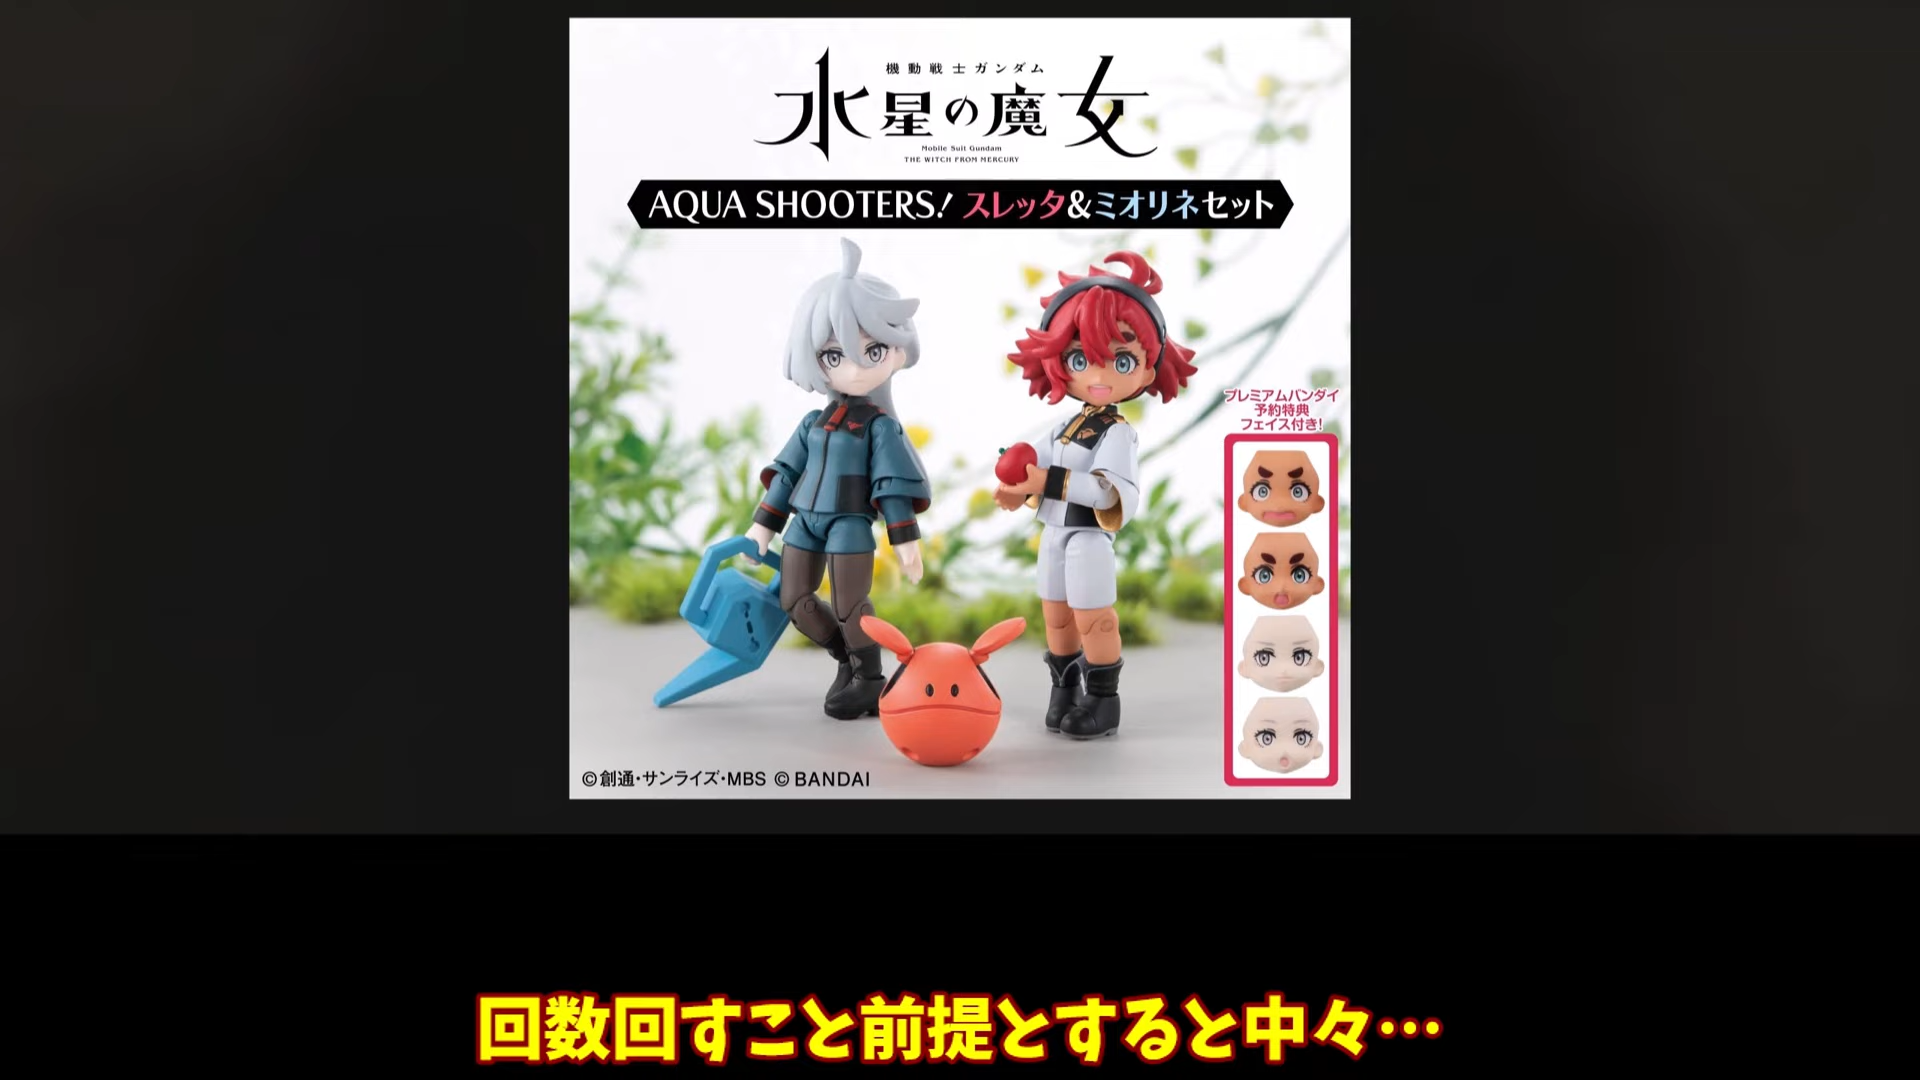 機動戦士ガンダム
水星の魔女
Mobile Suit Gundam
THE WITCH FROM MERCURY
AQUA SHOOTERS! スレッタ&ミオリネセット
プレミアムバンダイ
予約特典
フェイス付き!
©創通・サンライズ・MBS © BANDAI
回数回すこと前提とすると中々…